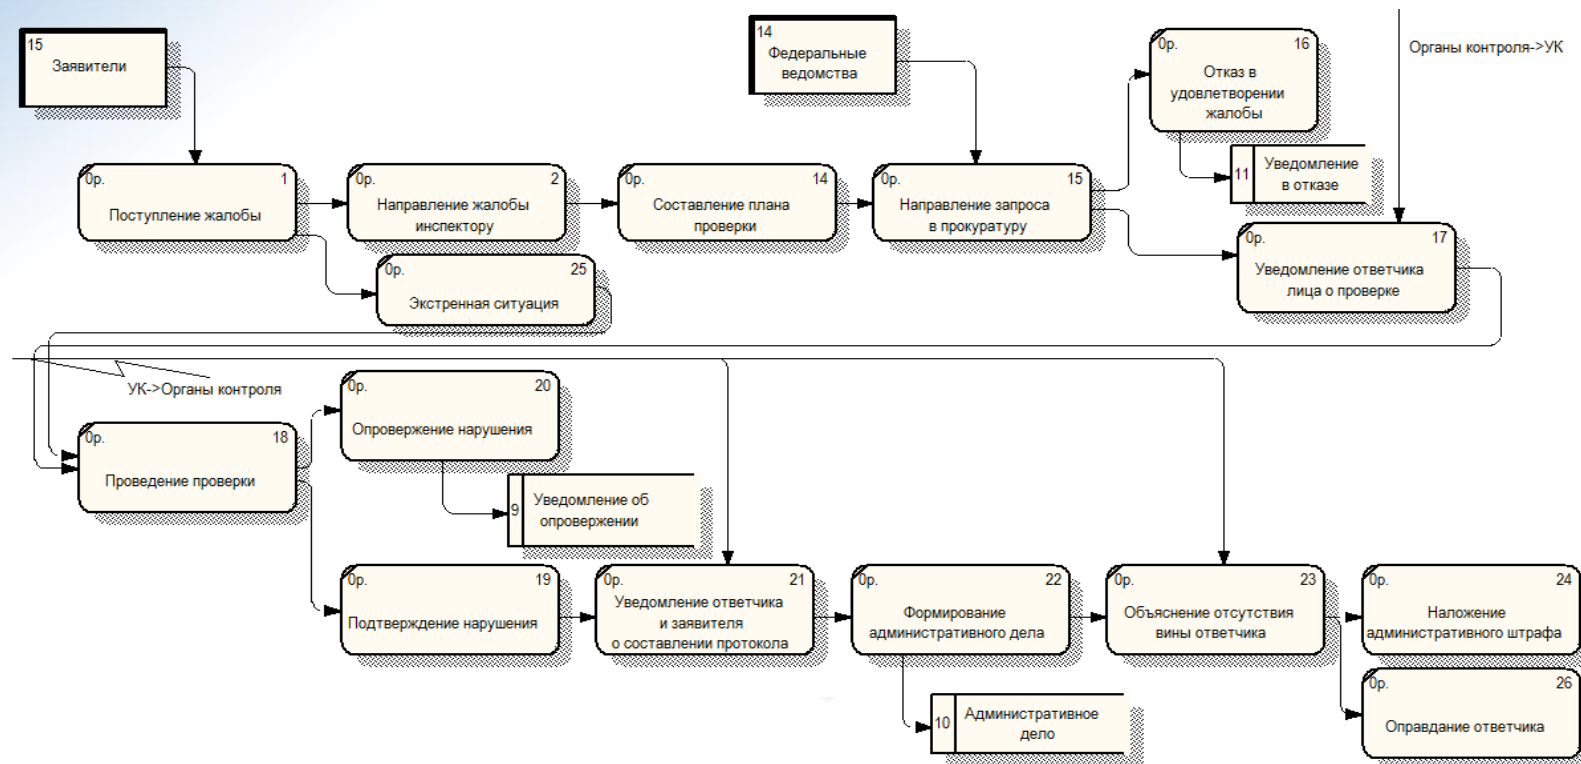 15
Заявители
14
Федеральные
ведомства
0р. 16
Отказ в
удовлетворении
жалобы
Органы контроля->УК
11
Уведомление
в отказе
0р. 1
Поступление жалобы
0р. 2
Направление жалобы
инспектору
0р. 14
Составление плана
проверки
0р. 15
Направление запроса
в прокуратуру
0р. 17
Уведомление ответчика
лица о проверке
0р. 25
Экстренная ситуация
УК->Органы контроля
0р. 18
Проведение проверки
0р. 20
Опровержение нарушения
9
Уведомление об
опровержении
0р. 19
Подтверждение нарушения
0р. 21
Уведомление ответчика
и заявителя
о составлении протокола
0р. 22
Формирование
административного дела
0р. 23
Объяснение отсутствия
вины ответчика
0р. 24
Наложение
административного штрафа
0р. 26
Оправдание ответчика
10
Административное
дело